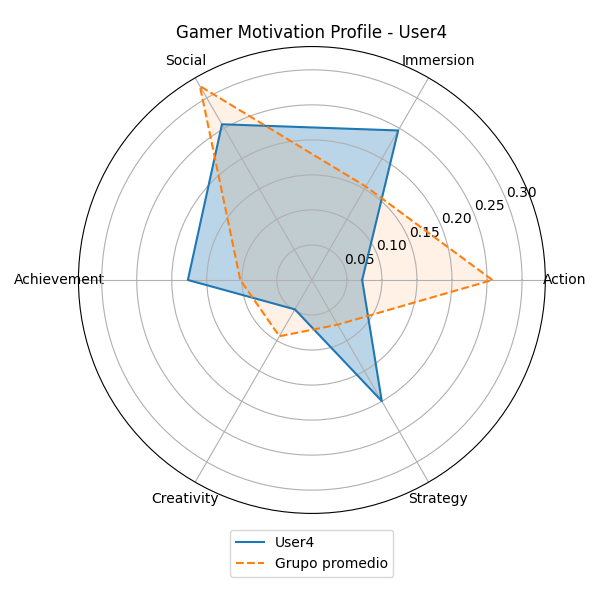 Gamer Motivation Profile - User4
Social
Immersion
0.30
0.25
0.20
0.15
0.10
0.05
Achievement
Action
Creativity
Strategy
User4
Grupo promedio